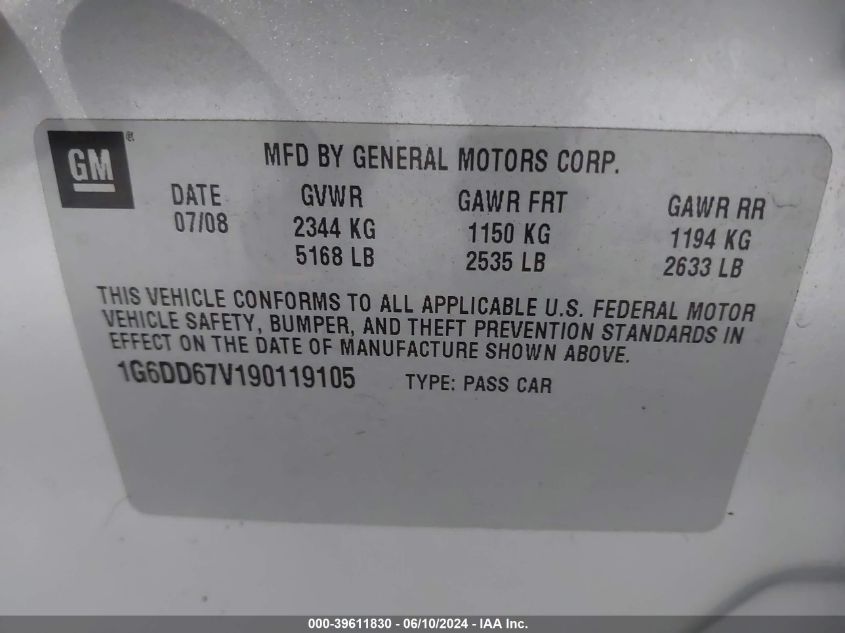 GM ®
MFD BY GENERAL MOTORS CORP.
DATE GVWR GAWR FRT GAWR RR
07/08 2344 KG 1150 KG 1194 KG
5168 LB 2535 LB 2633 LB
THIS VEHICLE CONFORMS TO ALL APPLICABLE U.S. FEDERAL MOTOR
VEHICLE SAFETY, BUMPER, AND THEFT PREVENTION STANDARDS IN
EFFECT ON THE DATE OF MANUFACTURE SHOWN ABOVE.
1G6DD67V190119105 TYPE: PASS CAR
000-39611830 - 06/10/2024 - IAA Inc.